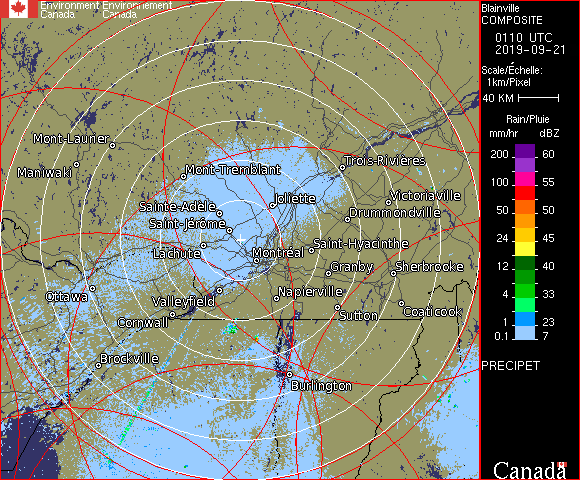 Environment Environnement
Canada Canada
Blainville
COMPOSITE
0110 UTC
2019-09-21
Scale/Échelle:
1km/Pixel
40 KM
Rain/Pluie
mm/hr dBZ
200 60
100 55
50 50
24 45
12 40
4 33
1 23
0.1 7
PRECIPET
Canada
Mont-Laurier
Maniwaki
Mont-Tremblant
Trois-Rivières
Joliette
Victoriaville
Sainte-Adèle
Drummondville
Saint-Jérôme
Lachute
Montréal
Saint-Hyacinthe
Granby
Sherbrooke
Ottawa
Valleyfield
Napierville
Cornwall
Sutton
Coaticook
Brockville
Burlington